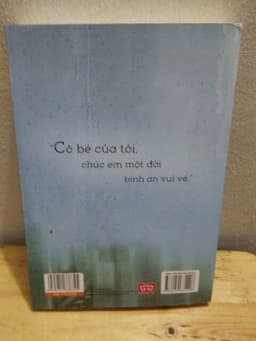 "Cô bé của tôi,
chúc em một đời
bình an vui vẻ."